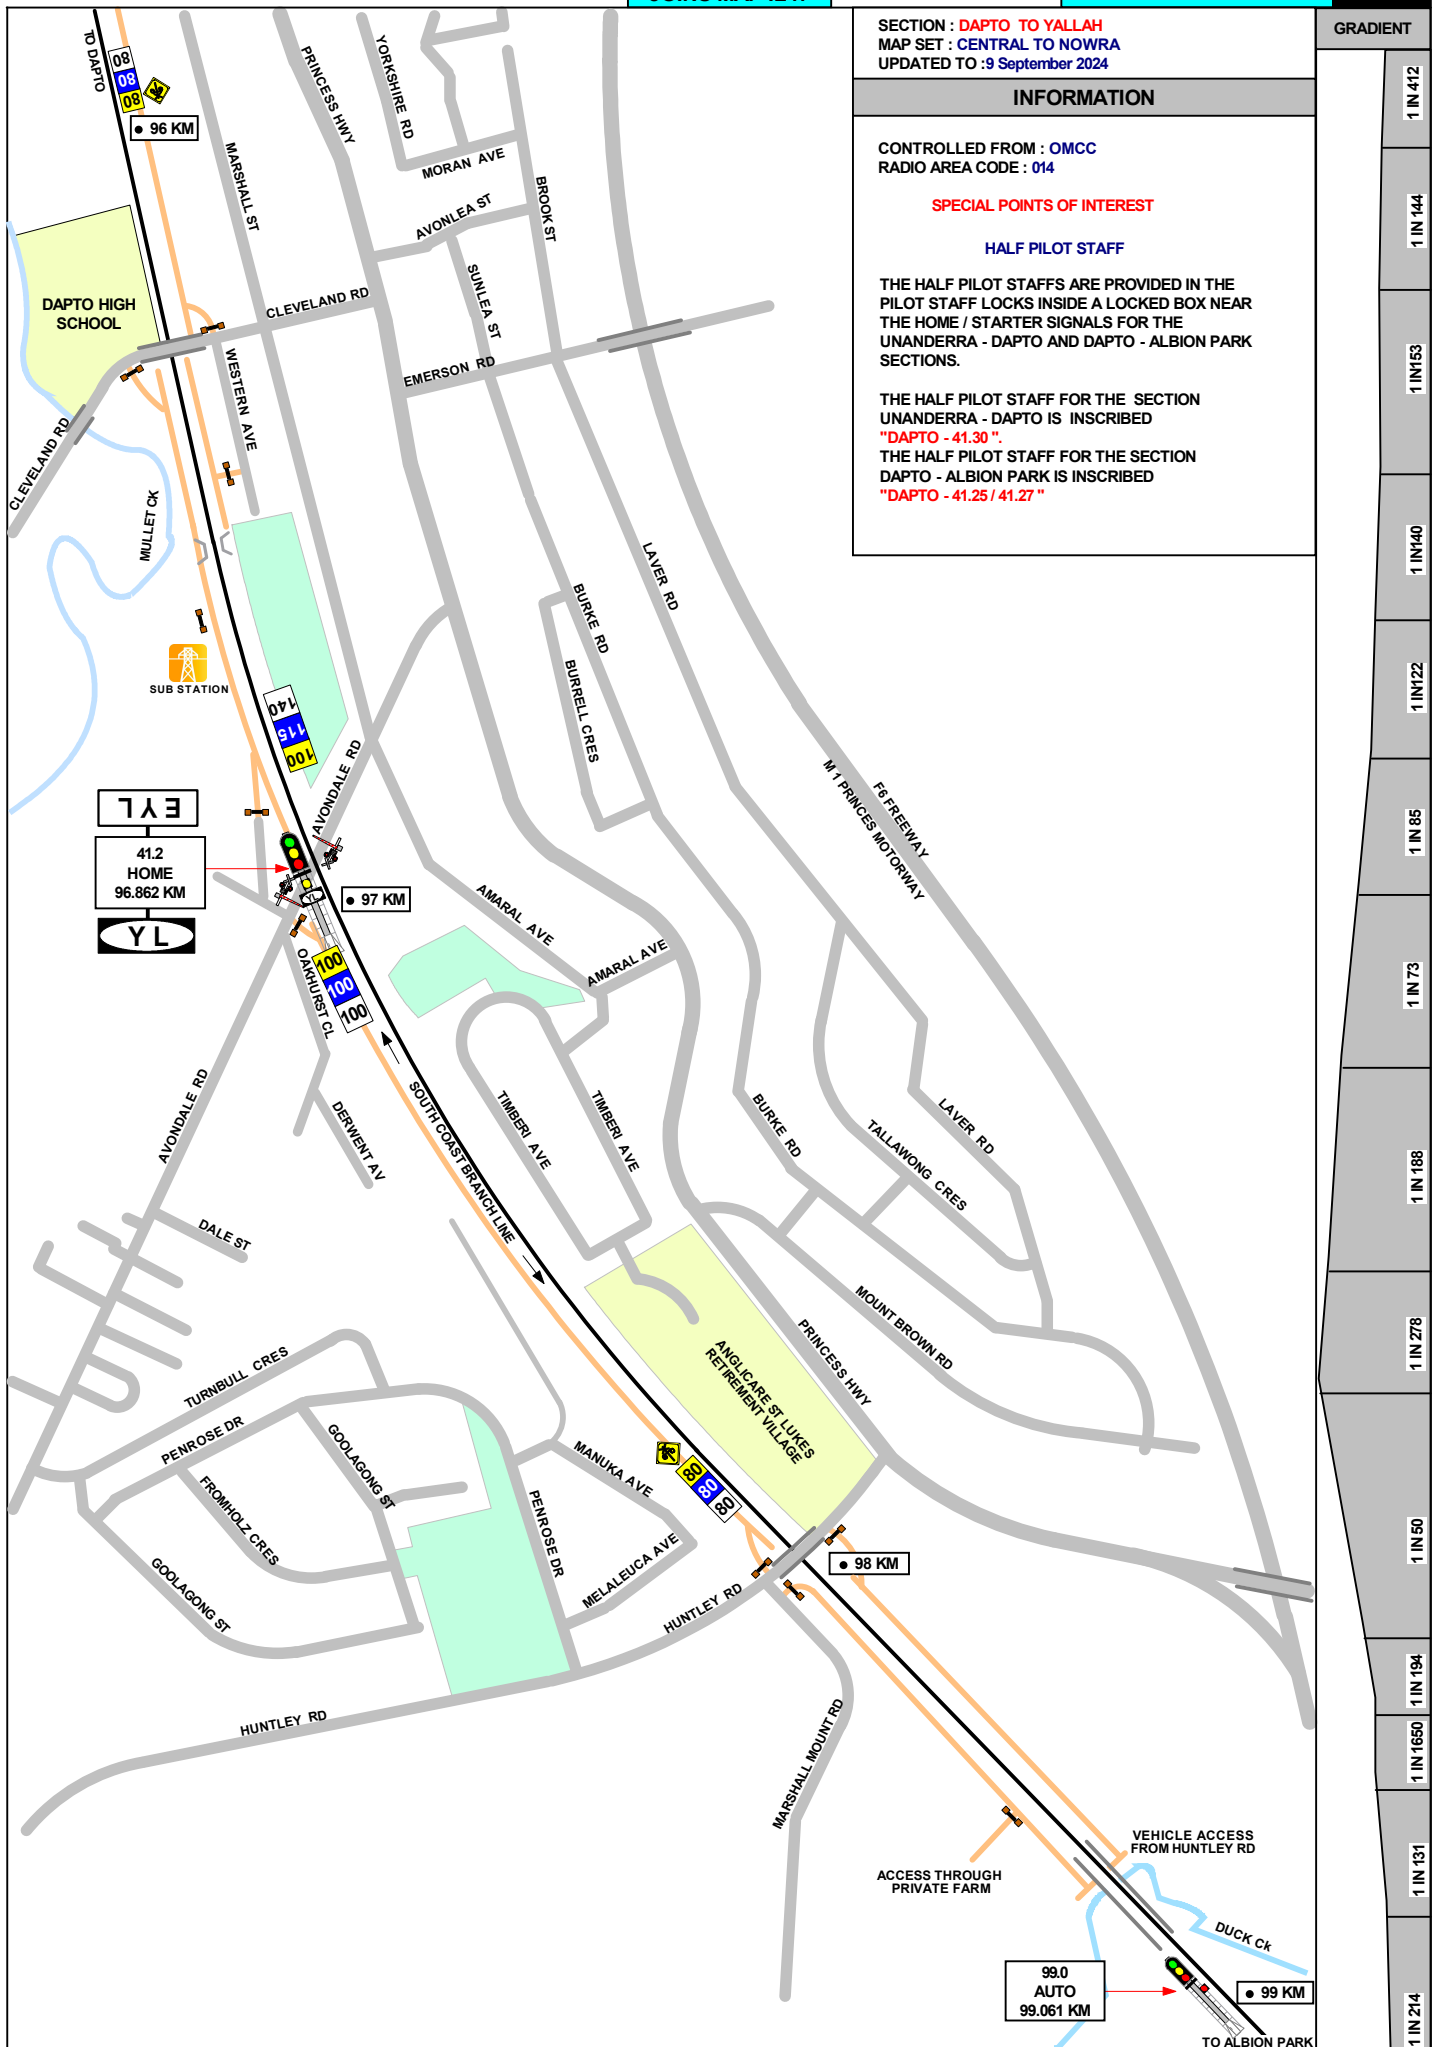 SECTION : DAPTO TO YALLAH
MAP SET : CENTRAL TO NOWRA
UPDATED TO :9 September 2024
INFORMATION
CONTROLLED FROM : OMCC
RADIO AREA CODE : 014
SPECIAL POINTS OF INTEREST
HALF PILOT STAFF
THE HALF PILOT STAFFS ARE PROVIDED IN THE
PILOT STAFF LOCKS INSIDE A LOCKED BOX NEAR
THE HOME / STARTER SIGNALS FOR THE
UNANDERRA - DAPTO AND DAPTO - ALBION PARK
SECTIONS.
THE HALF PILOT STAFF FOR THE SECTION
UNANDERRA - DAPTO IS INSCRIBED
"DAPTO - 41.30 ".
THE HALF PILOT STAFF FOR THE SECTION
DAPTO - ALBION PARK IS INSCRIBED
"DAPTO - 41.25 / 41.27 "
GRADIENT
1 IN 412
1 IN 144
1 IN153
1 IN140
1 IN122
1 IN 85
1 IN 73
1 IN 188
1 IN 278
1 IN 50
1 IN 194
1 IN 1650
1 IN 131
1 IN 214
TO DAPTO
80
80
80
96 KM
MARSHALL ST
PRINCESS HWY
YORKSHIRE RD
MORAN AVE
BROOK ST
AVONLEA ST
SUNLEA ST
DAPTO HIGH
SCHOOL
CLEVELAND RD
WESTERN AVE
EMERSON RD
CLEVELAND RD
MULLET CK
LAVER RD
BURKE RD
BURRELL CRES
SUB STATION
140
115
100
AVONDALE RD
F6 FREEWAY
M 1 PRINCES MOTORWAY
EYL
41.2
HOME
96.862 KM
YL
YL
97 KM
AMARAL AVE
AMARAL AVE
100
100
100
OAKHURST CL
AVONDALE RD
DERWENT AV
SOUTH COAST BRANCH LINE
TIMBERI AVE
TIMBERI AVE
BURKE RD
TALLAWONG CRES
LAVER RD
DALE ST
MOUNT BROWN RD
PRINCESS HWY
ANGLICARE ST LUKES
RETIREMENT VILLAGE
TURNBULL CRES
PENROSE DR
GOOLAGONG ST
FROMHOLZ CRES
GOOLAGONG ST
MANUKA AVE
PENROSE DR
MELALEUCA AVE
80
80
80
98 KM
HUNTLEY RD
HUNTLEY RD
MARSHALL MOUNT RD
VEHICLE ACCESS
FROM HUNTLEY RD
ACCESS THROUGH
PRIVATE FARM
DUCK Ck
99.0
AUTO
99.061 KM
99 KM
TO ALBION PARK